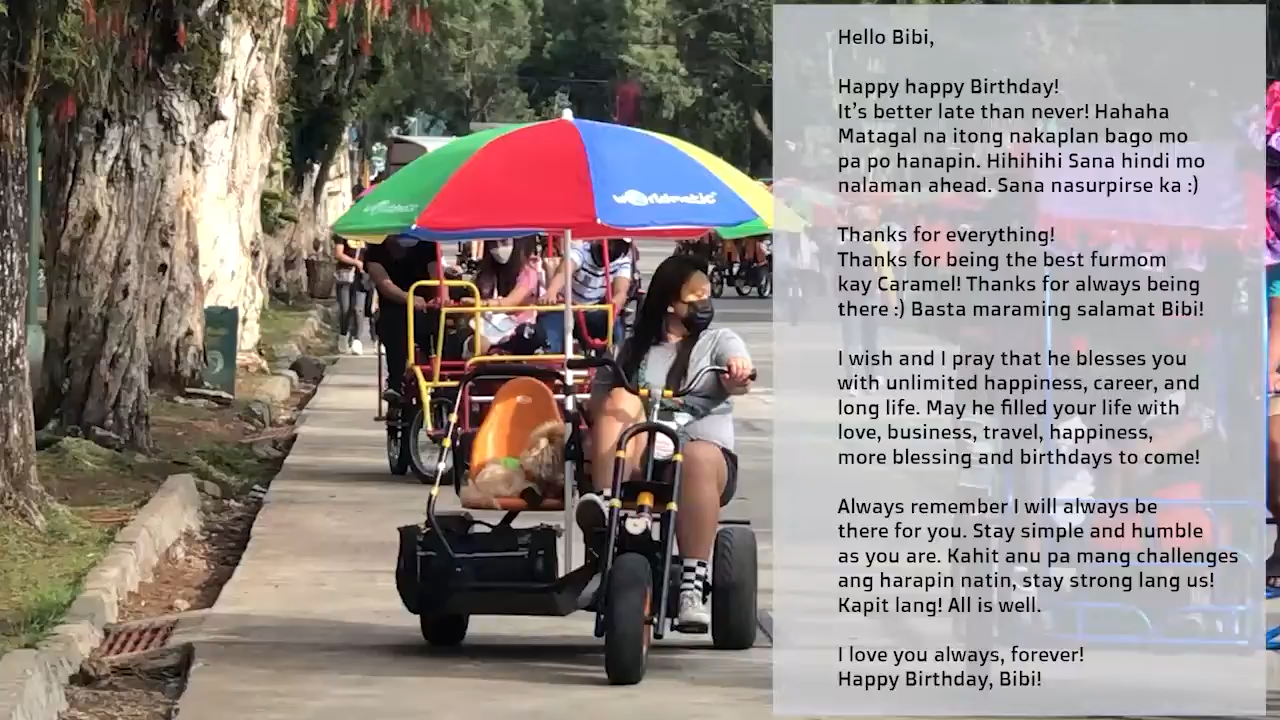 Hello Bibi,
Happy happy Birthday!
It's better late than never! Hahaha
Matagal na itong nakaplan bago mo
pa po hanapin. Hihihihi Sana hindi mo
nalaman ahead. Sana nasurpirse ka :)
Thanks for everything!
Thanks for being the best furmom
kay Caramel! Thanks for always being
there :) Basta maraming salamat Bibi!
I wish and I pray that he blesses you
with unlimited happiness, career, and
long life. May he filled your life with
love, business, travel, happiness,
more blessing and birthdays to come!
Always remember I will always be
there for you. Stay simple and humble
as you are. Kahit anu pa mang challenges
ang harapin natin, stay strong lang us!
Kapit lang! All is well.
I love you always, forever!
Happy Birthday, Bibi!
worldmatic
worldmatic